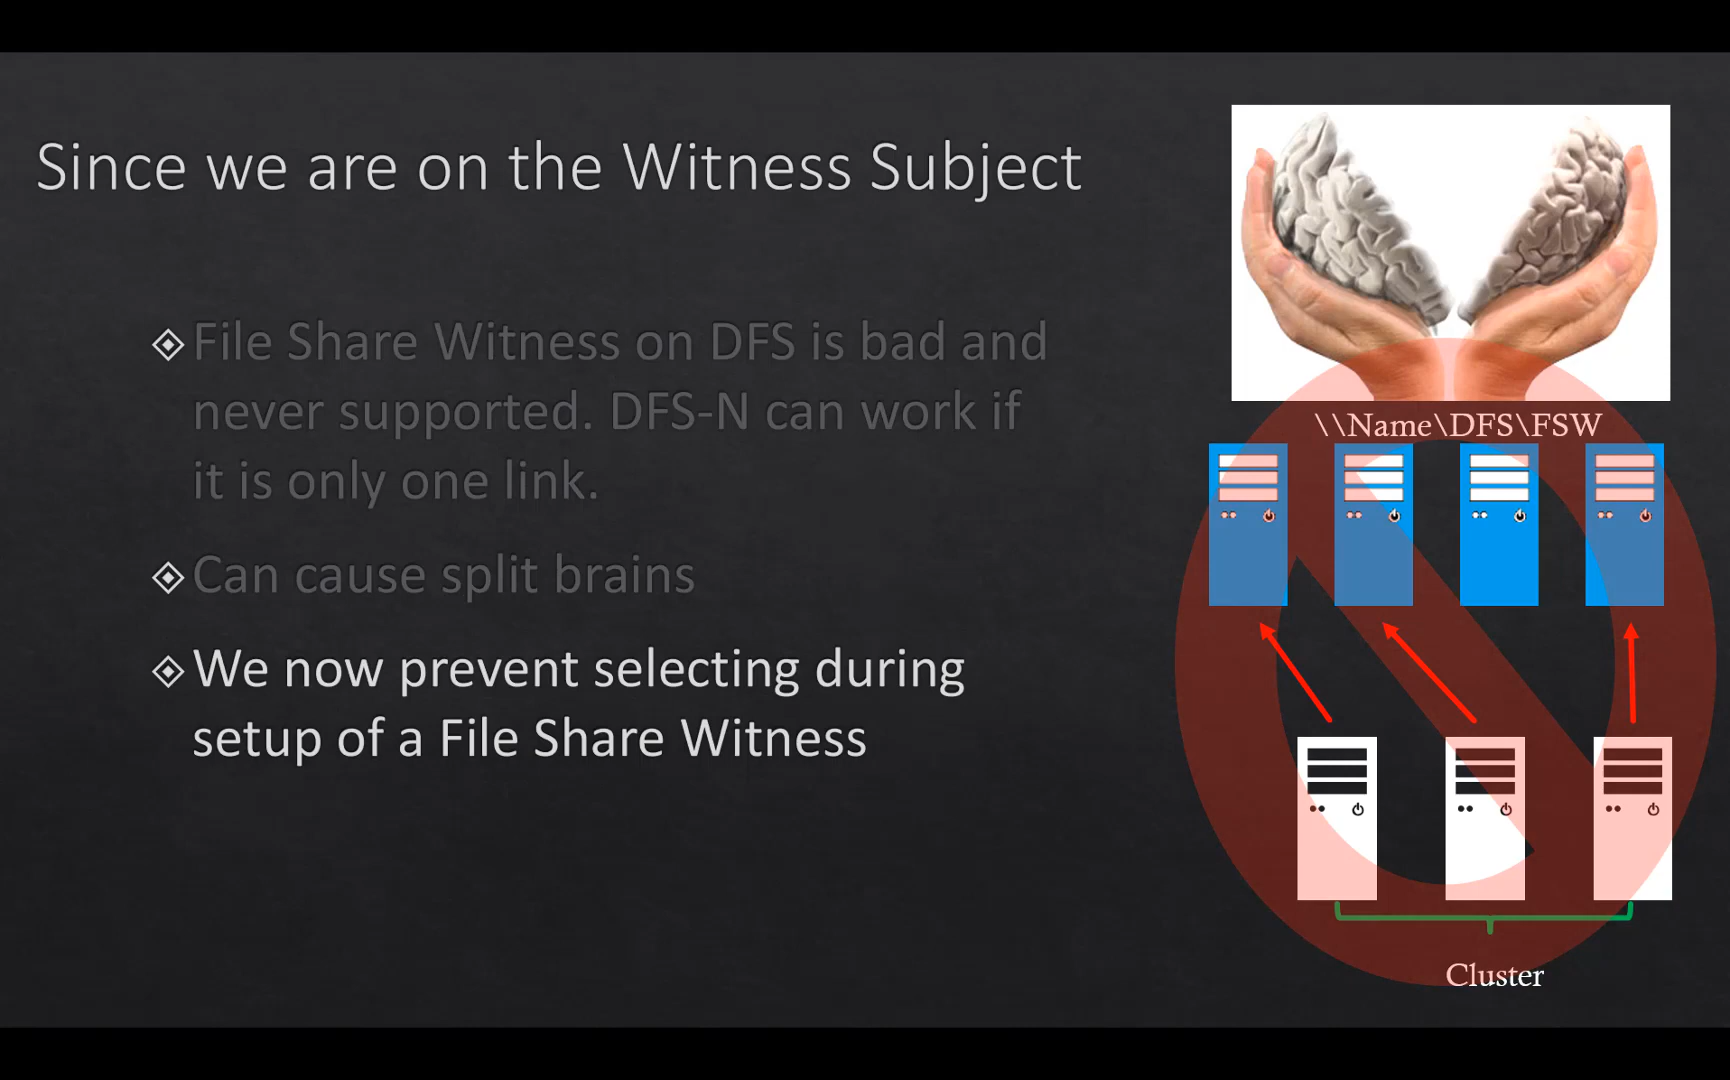 Since we are on the Witness Subject
File Share Witness on DFS is bad and
never supported. DFS-N can work if
it is only one link.
Can cause split brains
We now prevent selecting during
setup of a File Share Witness
\\Name\DFS\FSW
Cluster